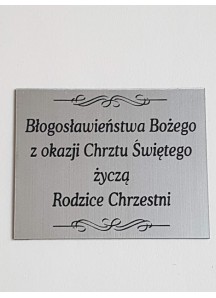 Błogosławieństwa Bożego
z okazji Chrztu Świętego
życzą
Rodzice Chrzestni